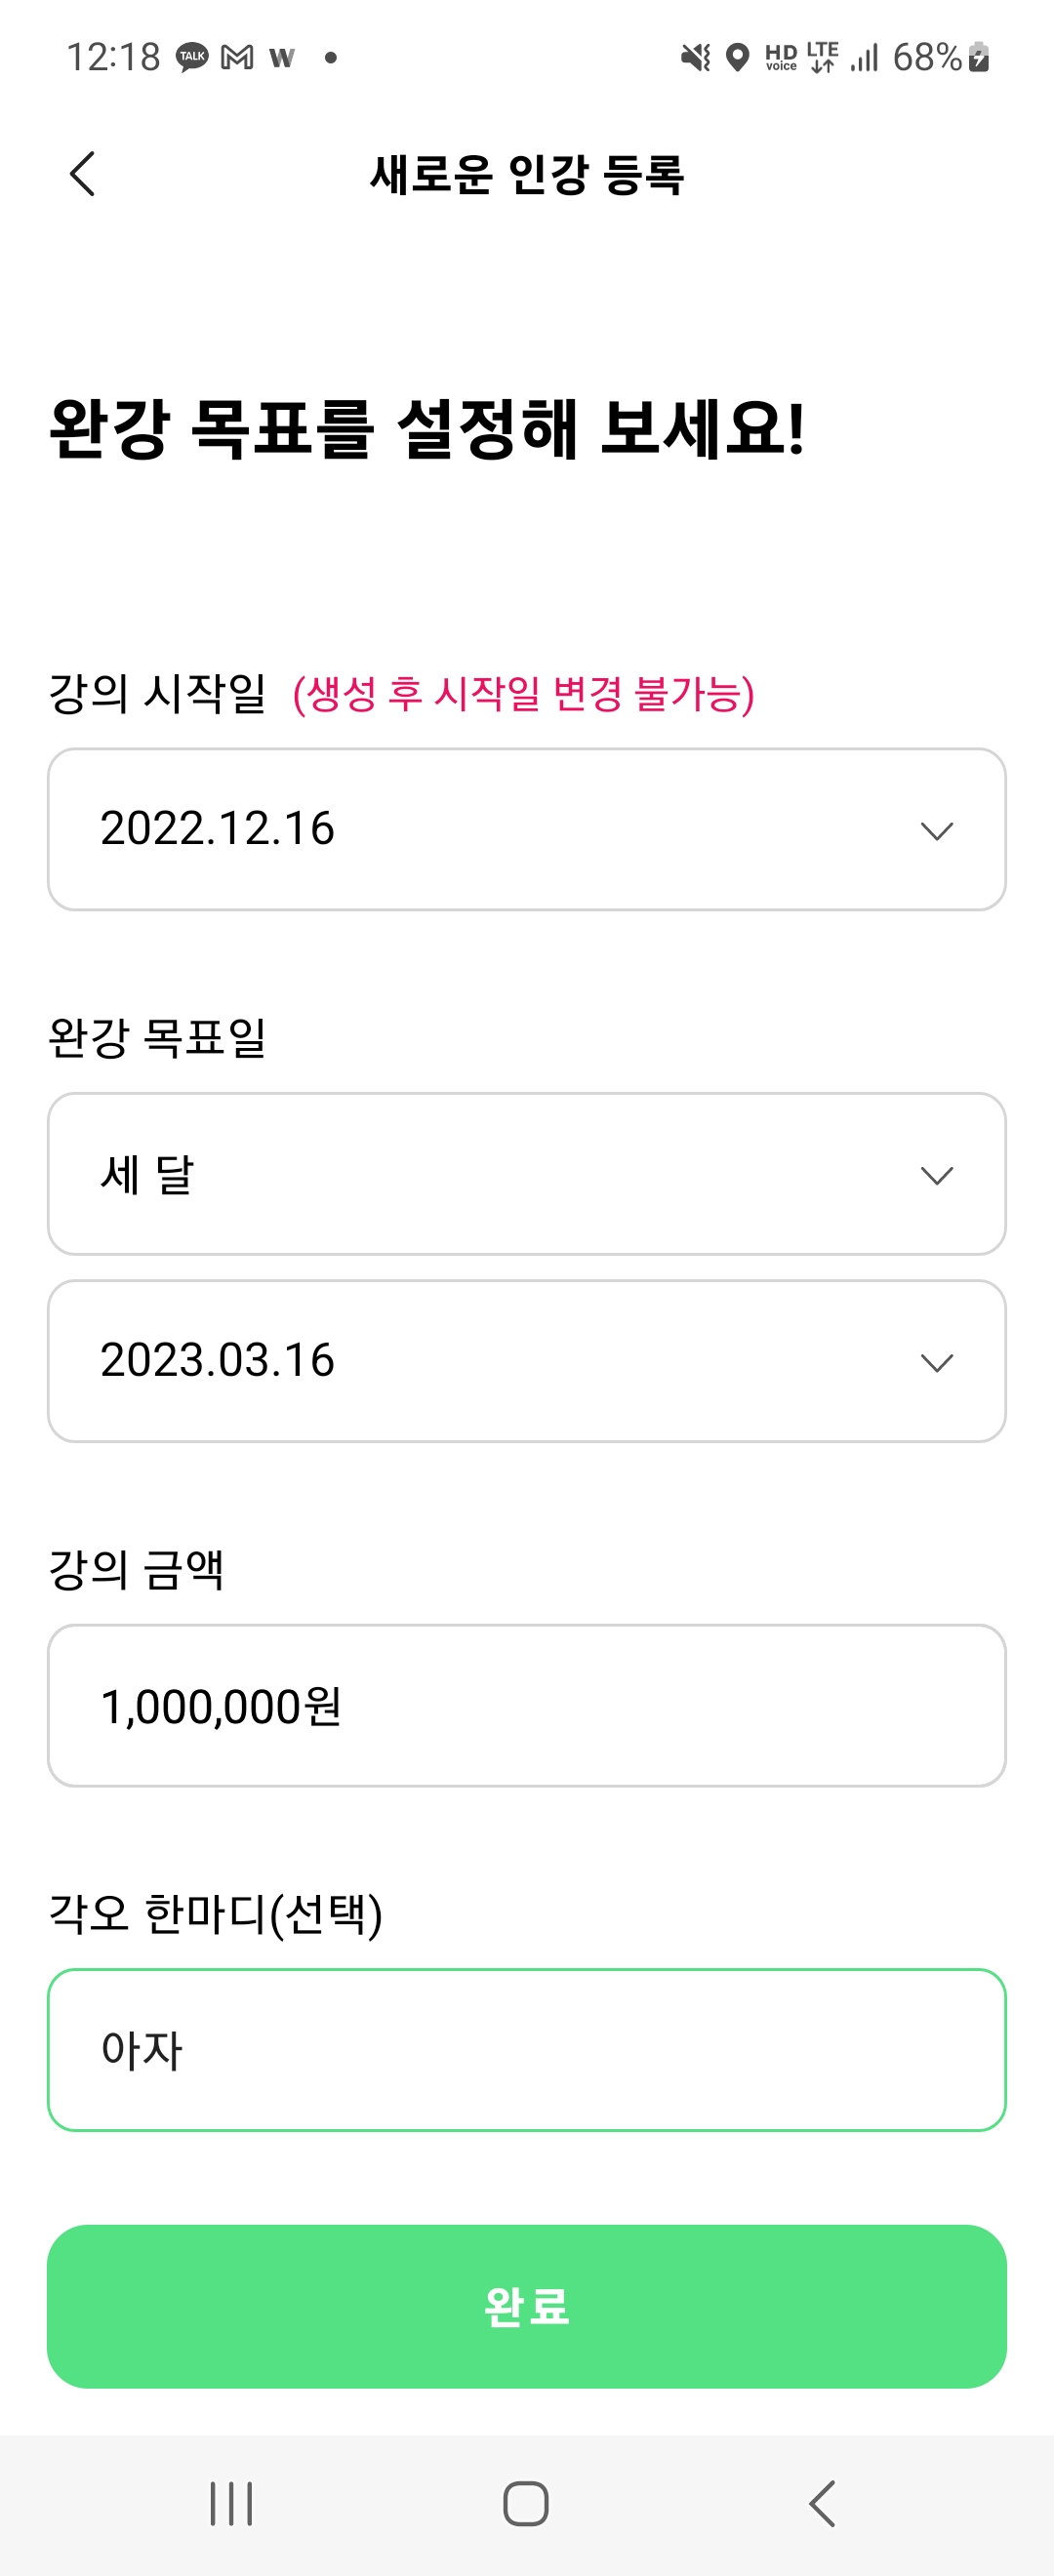 12:18 TALK HD voice LTE 68%
새로운 인강 등록
완강 목표를 설정해 보세요!
강의 시작일 (생성 후 시작일 변경 불가능)
2022.12.16
완강 목표일
세 달
2023.03.16
강의 금액
1,000,000원
각오 한마디(선택)
아자
완료